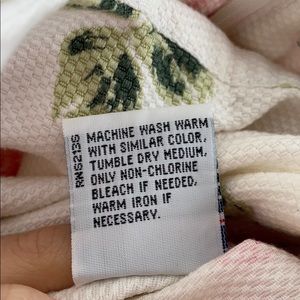 RN52136
MACHINE WASH WARM
WITH SIMILAR COLOR,
TUMBLE DRY MEDIUM,
ONLY NON-CHLORINE
BLEACH IF NEEDED,
WARM IRON IF
NECESSARY.